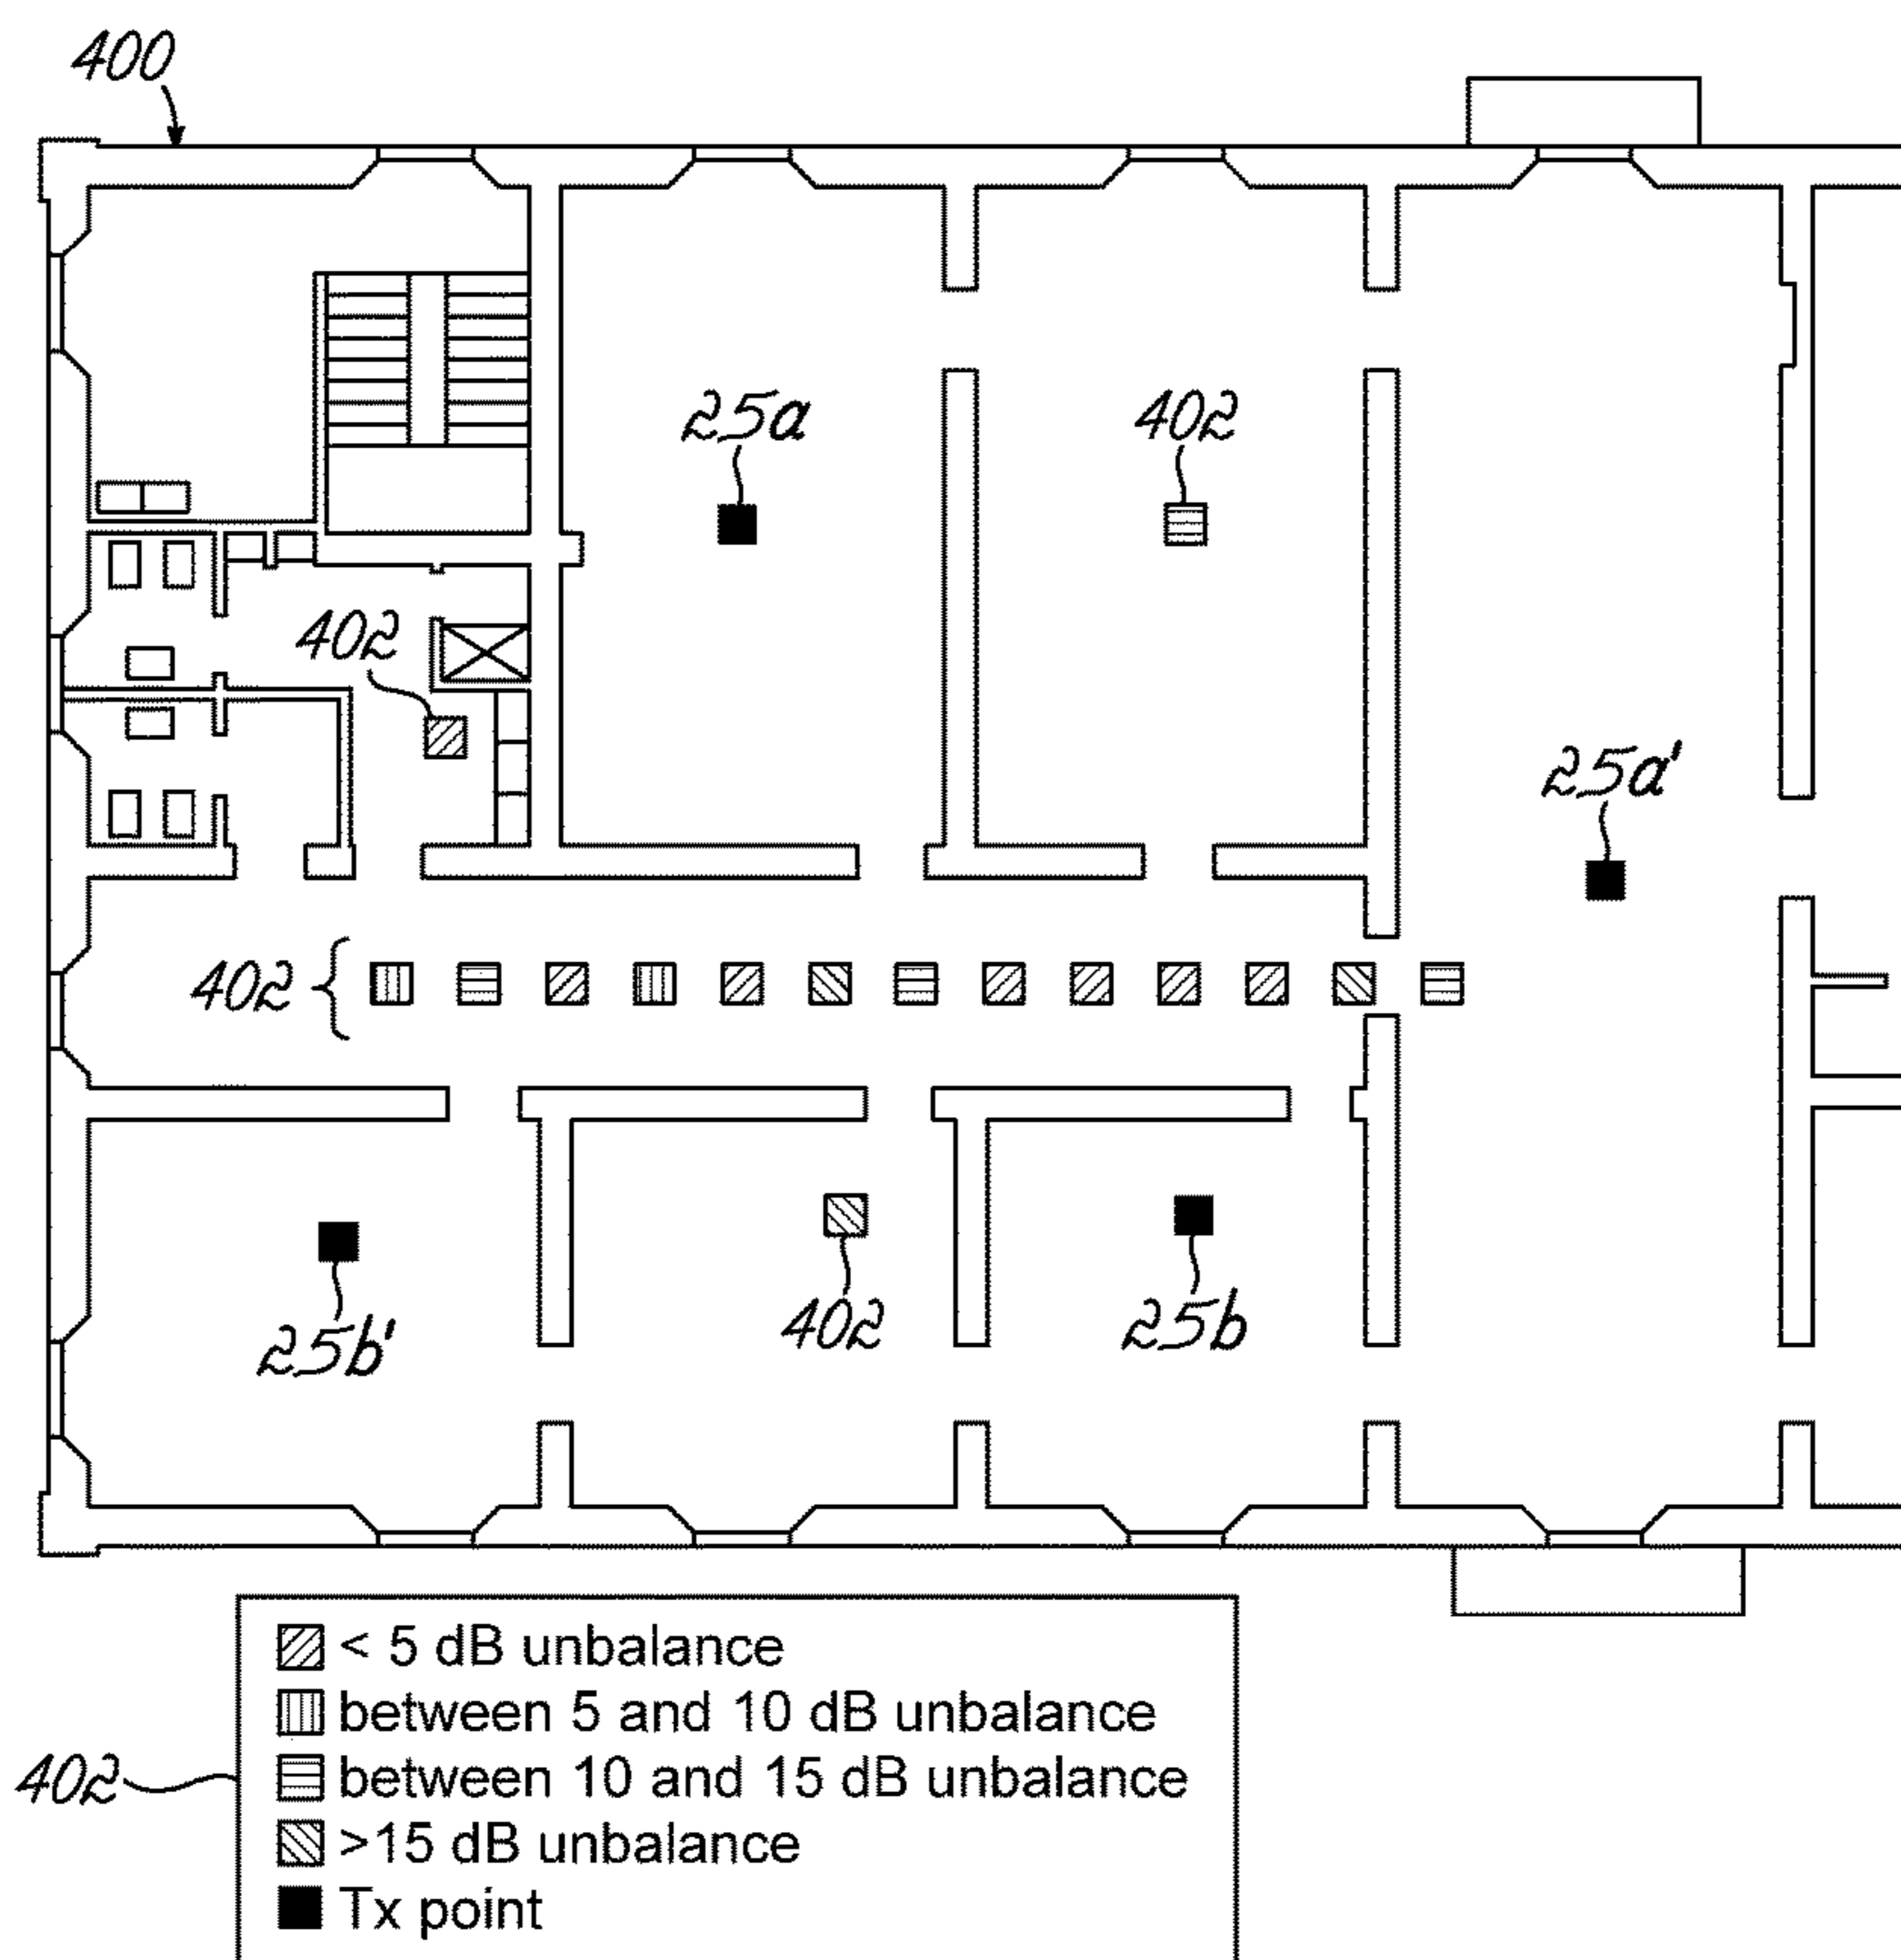 400
25a
402
402
25a'
402
25b'
402
25b
< 5 dB unbalance
between 5 and 10 dB unbalance
between 10 and 15 dB unbalance
>15 dB unbalance
Tx point
402